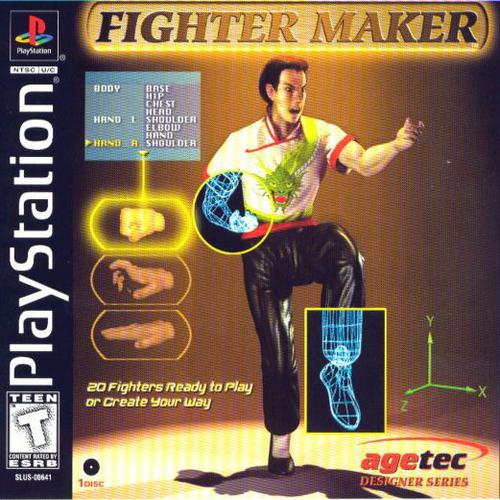 PlayStation
NTSC U/C
PlayStation
FIGHTER MAKER
BODY BASE
HIP
CHEST
HEAD
HAND L SHOULDER
ELBOW
HAND
HAND R SHOULDER
Y
X
Z
20 Fighters Ready to Play
or Create Your Way
TEEN
T
CONTENT RATED BY
ESRB
SLUS-00641
1 DISC
agetec
DESIGNER SERIES